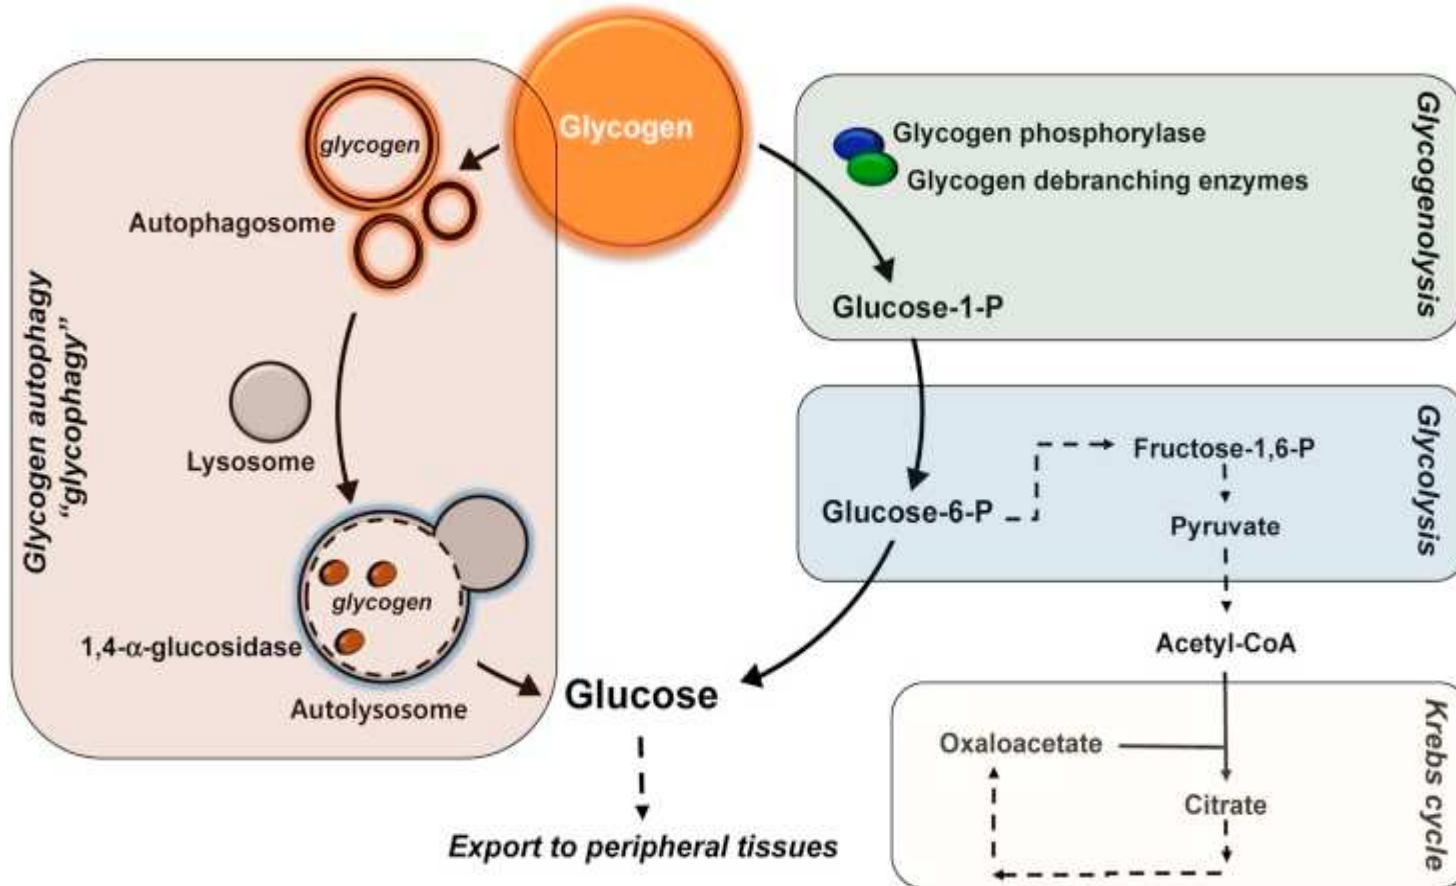 Glycogen
glycogen
Autophagosome
Glycogen autophagy
“glycophagy”
Lysosome
glycogen
1,4-α-glucosidase
Autolysosome
Glycogen phosphorylase
Glycogen debranching enzymes
Glycogenolysis
Glucose-1-P
Glucose-6-P
Fructose-1,6-P
Pyruvate
Glycolysis
Acetyl-CoA
Glucose
Export to peripheral tissues
Oxaloacetate
Citrate
Krebs cycle